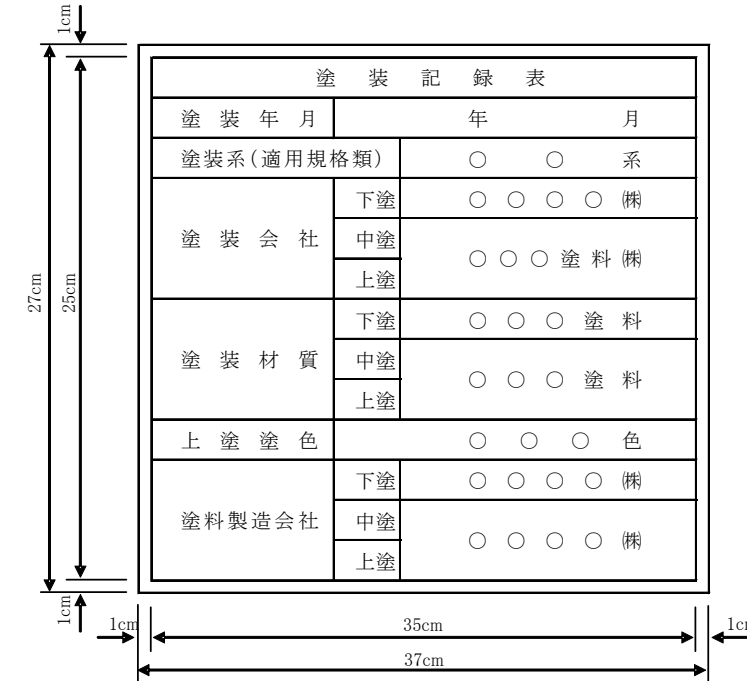 1cm
塗装記録表
塗装年月 年 月
塗装系(適用規格類) ○ ○ 系
塗装会社 下塗 ○○○○㈱
中塗 ○○○塗料㈱
上塗
塗装材質 下塗 ○○○塗料
中塗 ○○○塗料
上塗
上塗塗色 ○○○色
塗料製造会社 下塗 ○○○○㈱
中塗 ○○○○㈱
上塗
27cm
25cm
1cm
1cm 35cm 1c
37cm